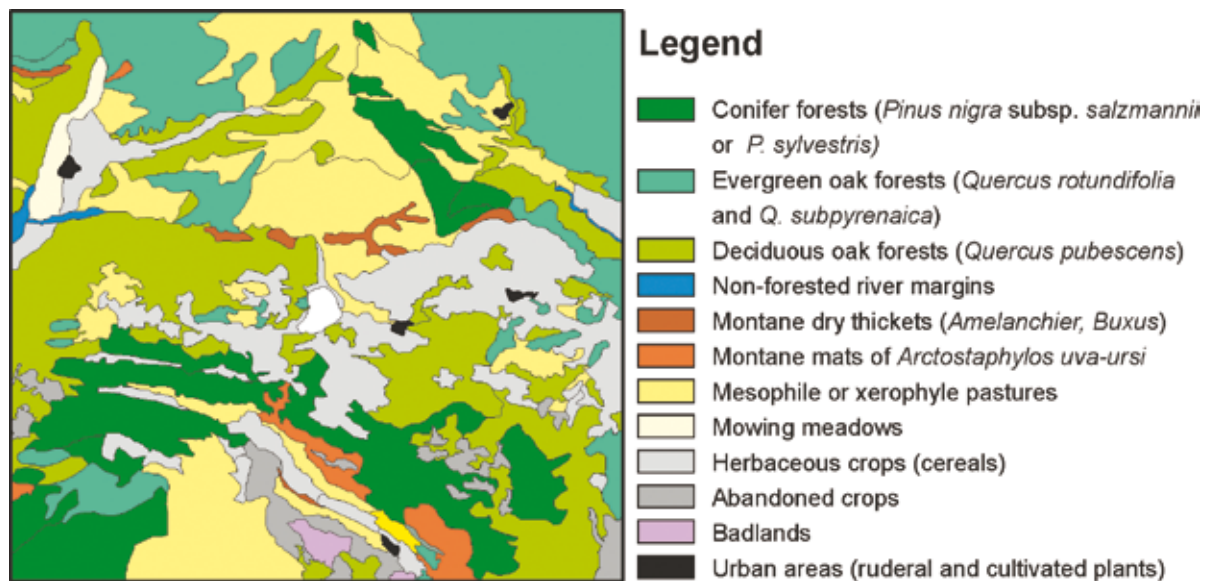 Legend
Conifer forests (Pinus nigra subsp. salzmannii
or P. sylvestris)
Evergreen oak forests (Quercus rotundifolia
and Q. subpyrenaica)
Deciduous oak forests (Quercus pubescens)
Non-forested river margins
Montane dry thickets (Amelanchier, Buxus)
Montane mats of Arctostaphylos uva-ursi
Mesophile or xerophyle pastures
Mowing meadows
Herbaceous crops (cereals)
Abandoned crops
Badlands
Urban areas (ruderal and cultivated plants)